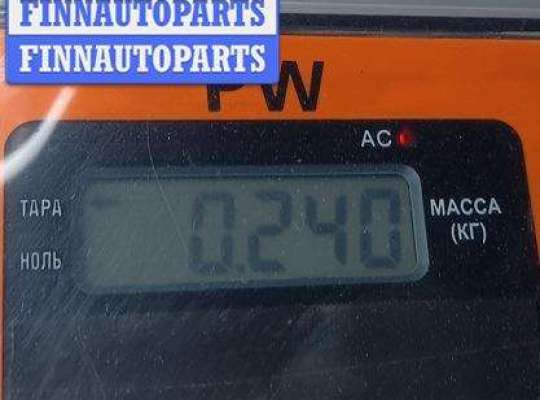 FINNAUTOPARTS
FINNAUTOPARTS
PW
AC
ТАРА
0.240
МАССА
(КГ)
НОЛЬ